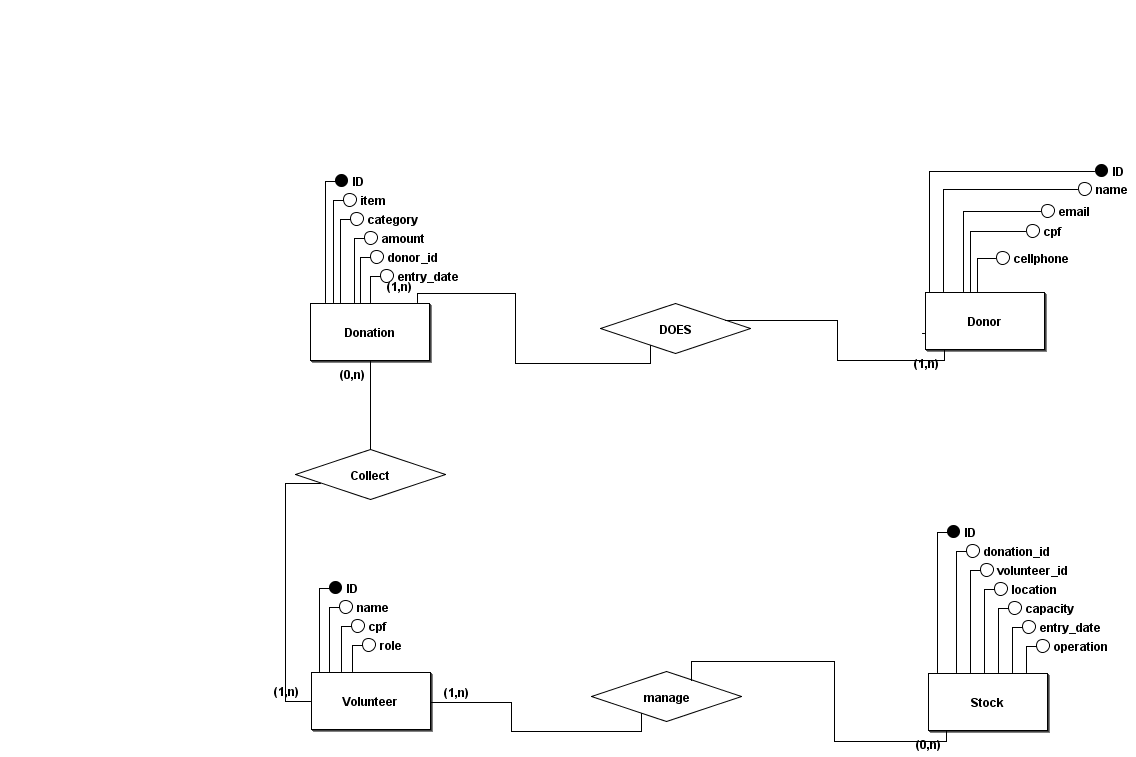 ID
item
category
amount
donor_id
entry_date
(1,n)
Donation
(0,n)
DOES
ID
name
email
cpf
cellphone
Donor
(1,n)
Collect
ID
name
cpf
role
(1,n)
Volunteer
(1,n)
manage
ID
donation_id
volunteer_id
location
capacity
entry_date
operation
Stock
(0,n)